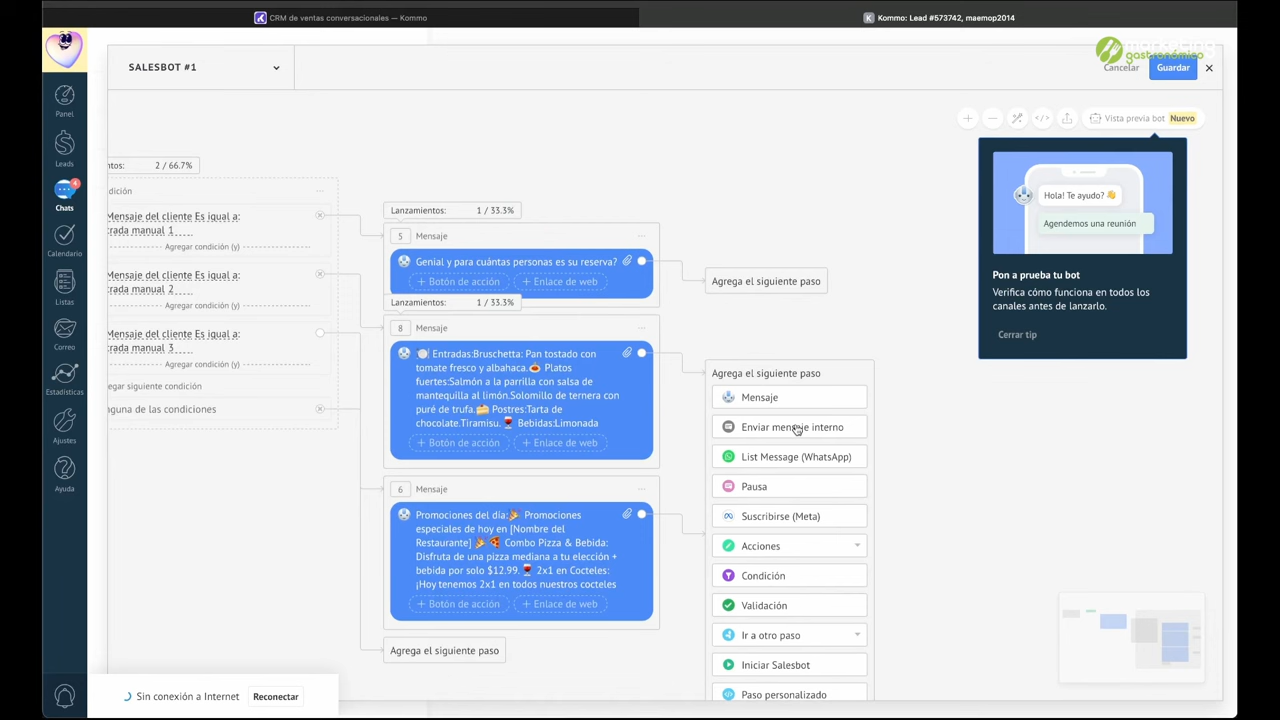 CRM de ventas conversacionales — Kommo
Kommo: Lead #573742, maemop2014
gastronómico
SALESBOT #1
Cancelar
Guardar
Panel
Leads
Chats
4
Calendario
Listas
Correo
Estadísticas
Ajustes
Ayuda
Vista previa bot Nuevo
Hola! Te ayudo? 👋
Agendemos una reunión
Pon a prueba tu bot
Verifica cómo funciona en todos los
canales antes de lanzarlo.
Cerrar tip
ntos: 2 / 66.7%
dición
Mensaje del cliente Es igual a:
trada manual 1
Agregar condición (y)
Mensaje del cliente Es igual a:
trada manual 2
Agregar condición (y)
Mensaje del cliente Es igual a:
trada manual 3
Agregar condición (y)
egar siguiente condición
guna de las condiciones
Lanzamientos: 1 / 33.3%
5 Mensaje
Genial y para cuántas personas es su reserva?
+ Botón de acción + Enlace de web
Lanzamientos: 1 / 33.3%
8 Mensaje
🍽️ Entradas:Bruschetta: Pan tostado con
tomate fresco y albahaca.🍝 Platos
fuertes:Salmón a la parrilla con salsa de
mantequilla al limón.Solomillo de ternera con
puré de trufa.🍰 Postres:Tarta de
chocolate.Tiramisu.🍷 Bebidas:Limonada
+ Botón de acción + Enlace de web
6 Mensaje
Promociones del día:🎉 Promociones
especiales de hoy en [Nombre del
Restaurante] 🎉🍕 Combo Pizza & Bebida:
Disfruta de una pizza mediana a tu elección +
bebida por solo $12.99.🍷 2x1 en Cocteles:
¡Hoy tenemos 2x1 en todos nuestros cocteles
+ Botón de acción + Enlace de web
Agrega el siguiente paso
Agrega el siguiente paso
Agrega el siguiente paso
Mensaje
Enviar mensaje interno
List Message (WhatsApp)
Pausa
Suscribirse (Meta)
Acciones
Condición
Validación
Ir a otro paso
Iniciar Salesbot
Paso personalizado
Sin conexión a Internet Reconectar